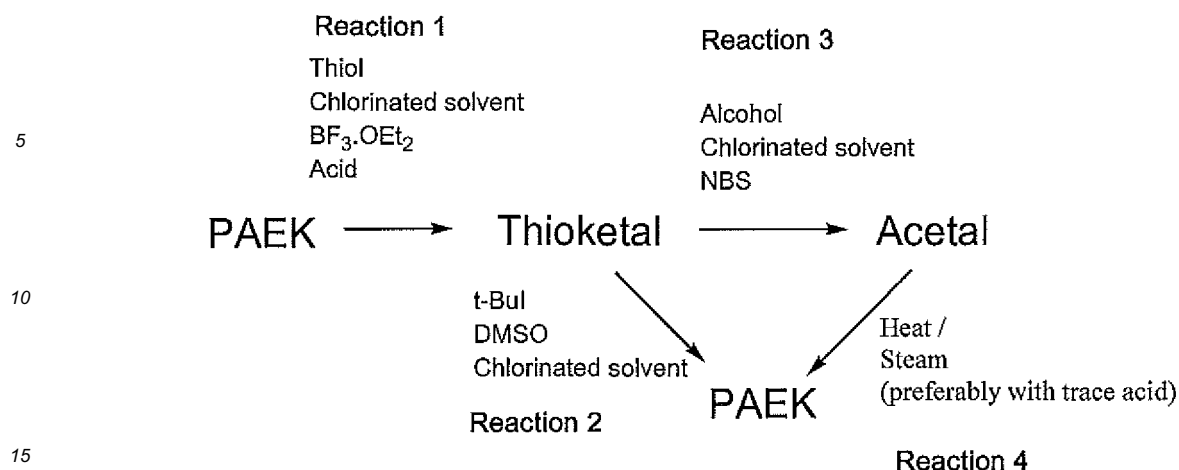 Reaction 1
Thiol
Chlorinated solvent
BF₃.OEt₂
Acid
Reaction 3
Alcohol
Chlorinated solvent
NBS
5
PAEK
Thioketal
Acetal
10
t-BuI
DMSO
Chlorinated solvent
Reaction 2
PAEK
Heat /
Steam
(preferably with trace acid)
Reaction 4
15